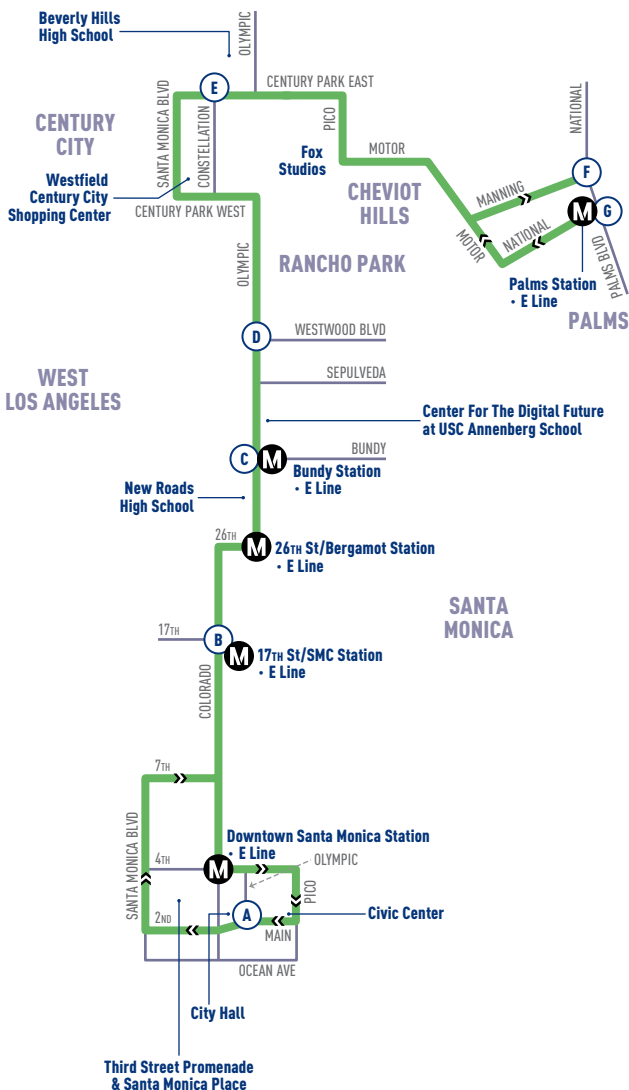 Beverly Hills
High School
OLYMPIC
E
CENTURY PARK EAST
SANTA MONICA BLVD
CONSTELLATION
PICO
NATIONAL
CENTURY
CITY
Fox
Studios
MOTOR
Westfield
Century City
Shopping Center
CHEVIOT
HILLS
MANNING
F
CENTURY PARK WEST
MOTOR
NATIONAL
M
G
PALMS BLVD
OLYMPIC
RANCHO PARK
Palms Station
• E Line
PALMS
D
WESTWOOD BLVD
WEST
LOS ANGELES
SEPULVEDA
Center For The Digital Future
at USC Annenberg School
C
M
BUNDY
Bundy Station
• E Line
New Roads
High School
26TH
M
26TH St/Bergamot Station
• E Line
SANTA
MONICA
17TH
B
M
17TH St/SMC Station
• E Line
COLORADO
7TH
SANTA MONICA BLVD
Downtown Santa Monica Station
• E Line
4TH
M
OLYMPIC
PICO
2ND
A
Civic Center
MAIN
OCEAN AVE
City Hall
Third Street Promenade
& Santa Monica Place